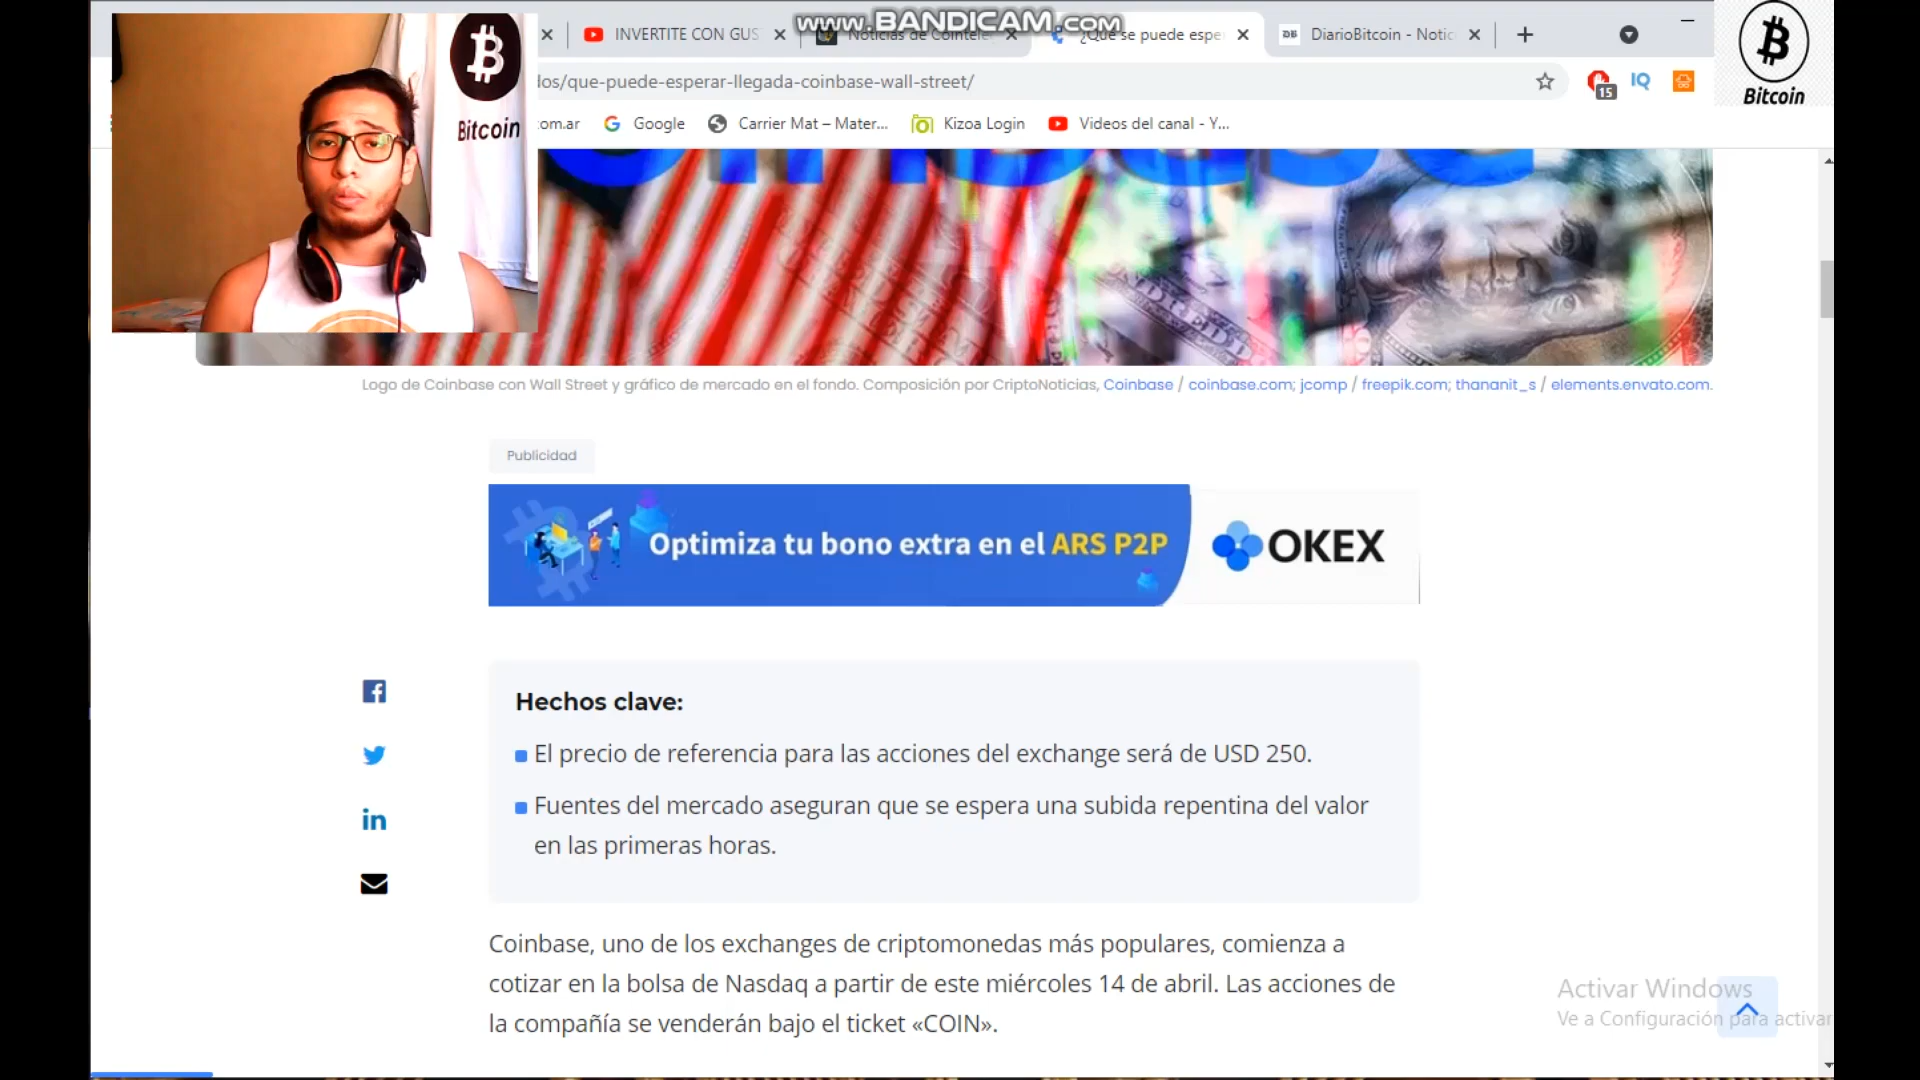 www.BANDICAM.com
INVERTITE CON GUS
Noticias de Cointele
¿Qué se puede espe
DB DiarioBitcoin - Notic
dos/que-puede-esperar-llegada-coinbase-wall-street/
15
IQ
Bitcoin
Bitcoin
com.ar
Google
Carrier Mat – Mater...
Kizoa Login
Videos del canal - Y...
Logo de Coinbase con Wall Street y gráfico de mercado en el fondo. Composición por CriptoNoticias, Coinbase / coinbase.com; jcomp / freepik.com; thananit_s / elements.envato.com.
Publicidad
Optimiza tu bono extra en el ARS P2P
OKEX
Hechos clave:
El precio de referencia para las acciones del exchange será de USD 250.
Fuentes del mercado aseguran que se espera una subida repentina del valor
en las primeras horas.
Coinbase, uno de los exchanges de criptomonedas más populares, comienza a
cotizar en la bolsa de Nasdaq a partir de este miércoles 14 de abril. Las acciones de
la compañía se venderán bajo el ticket «COIN».
Activar Windows
Ve a Configuración para activar